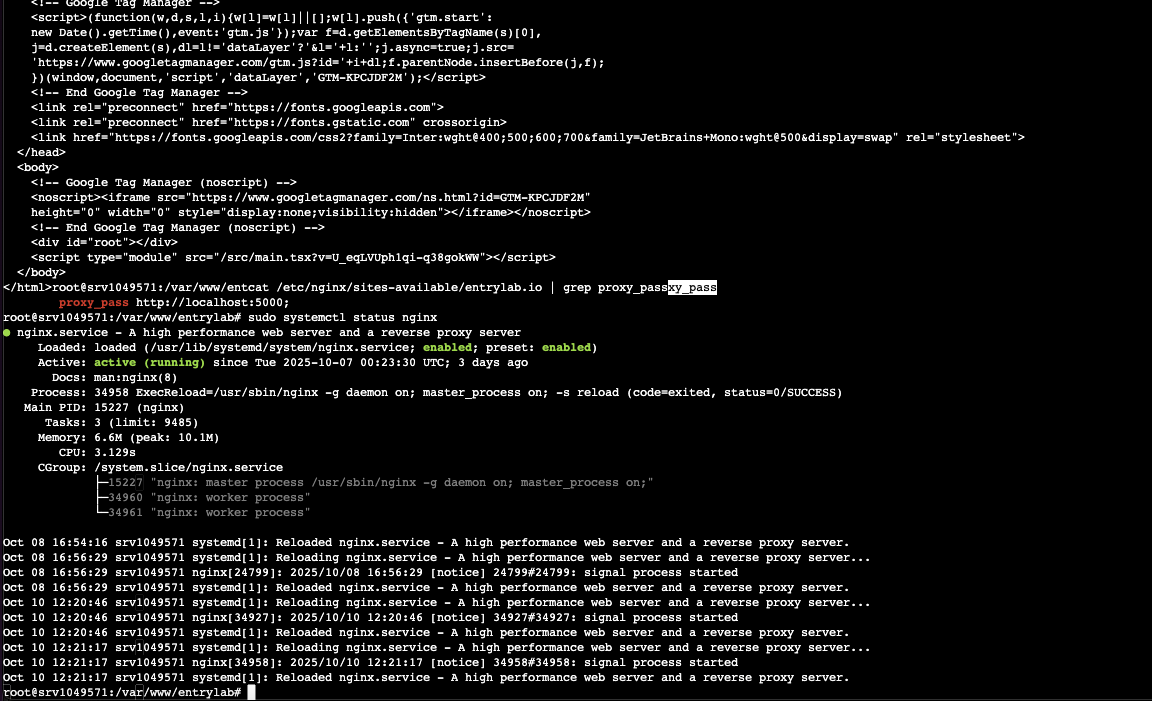 <!-- Google Tag Manager -->
<script>(function(w,d,s,l,i){w[l]=w[l]||[];w[l].push({'gtm.start':
new Date().getTime(),event:'gtm.js'});var f=d.getElementsByTagName(s)[0],
j=d.createElement(s),dl=l!='dataLayer'?'&l='+l:'';j.async=true;j.src=
'https://www.googletagmanager.com/gtm.js?id='+i+dl;f.parentNode.insertBefore(j,f);
})(window,document,'script','dataLayer','GTM-KPCJDF2M');</script>
<!-- End Google Tag Manager -->
<link rel="preconnect" href="https://fonts.googleapis.com">
<link rel="preconnect" href="https://fonts.gstatic.com" crossorigin>
<link href="https://fonts.googleapis.com/css2?family=Inter:wght@400;500;600;700&family=JetBrains+Mono:wght@500&display=swap" rel="stylesheet">
</head>
<body>
<!-- Google Tag Manager (noscript) -->
<noscript><iframe src="https://www.googletagmanager.com/ns.html?id=GTM-KPCJDF2M"
height="0" width="0" style="display:none;visibility:hidden"></iframe></noscript>
<!-- End Google Tag Manager (noscript) -->
<div id="root"></div>
<script type="module" src="/src/main.tsx?v=U_eqLVUph1qi-q38gokWW"></script>
</body>
</html>root@srv1049571:/var/www/entcat /etc/nginx/sites-available/entrylab.io | grep proxy_passxy_pass
proxy_pass http://localhost:5000;
root@srv1049571:/var/www/entrylab# sudo systemctl status nginx
● nginx.service - A high performance web server and a reverse proxy server
Loaded: loaded (/usr/lib/systemd/system/nginx.service; enabled; preset: enabled)
Active: active (running) since Tue 2025-10-07 00:23:30 UTC; 3 days ago
Docs: man:nginx(8)
Process: 34958 ExecReload=/usr/sbin/nginx -g daemon on; master_process on; -s reload (code=exited, status=0/SUCCESS)
Main PID: 15227 (nginx)
Tasks: 3 (limit: 9485)
Memory: 6.6M (peak: 10.1M)
CPU: 3.129s
CGroup: /system.slice/nginx.service
├─15227 "nginx: master process /usr/sbin/nginx -g daemon on; master_process on;"
├─34960 "nginx: worker process"
└─34961 "nginx: worker process"
Oct 08 16:54:16 srv1049571 systemd[1]: Reloaded nginx.service - A high performance web server and a reverse proxy server.
Oct 08 16:56:29 srv1049571 systemd[1]: Reloading nginx.service - A high performance web server and a reverse proxy server...
Oct 08 16:56:29 srv1049571 nginx[24799]: 2025/10/08 16:56:29 [notice] 24799#24799: signal process started
Oct 08 16:56:29 srv1049571 systemd[1]: Reloaded nginx.service - A high performance web server and a reverse proxy server.
Oct 10 12:20:46 srv1049571 systemd[1]: Reloading nginx.service - A high performance web server and a reverse proxy server...
Oct 10 12:20:46 srv1049571 nginx[34927]: 2025/10/10 12:20:46 [notice] 34927#34927: signal process started
Oct 10 12:20:46 srv1049571 systemd[1]: Reloaded nginx.service - A high performance web server and a reverse proxy server.
Oct 10 12:21:17 srv1049571 systemd[1]: Reloading nginx.service - A high performance web server and a reverse proxy server...
Oct 10 12:21:17 srv1049571 nginx[34958]: 2025/10/10 12:21:17 [notice] 34958#34958: signal process started
Oct 10 12:21:17 srv1049571 systemd[1]: Reloaded nginx.service - A high performance web server and a reverse proxy server.
root@srv1049571:/var/www/entrylab#